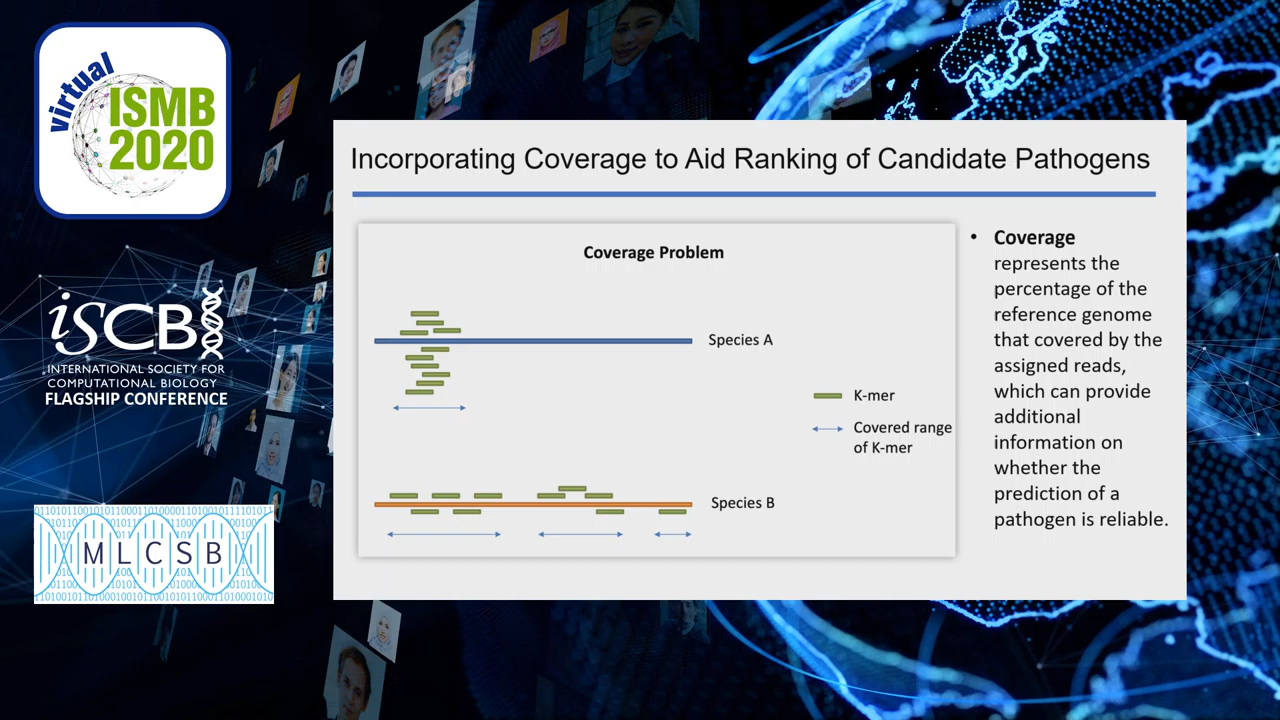 virtual
ISMB
2020
iSCB
INTERNATIONAL SOCIETY FOR
COMPUTATIONAL BIOLOGY
FLAGSHIP CONFERENCE
MLCSB
Incorporating Coverage to Aid Ranking of Candidate Pathogens
Coverage Problem
Species A
K-mer
Covered range
of K-mer
Species B
• Coverage
represents the
percentage of the
reference genome
that covered by the
assigned reads,
which can provide
additional
information on
whether the
prediction of a
pathogen is reliable.